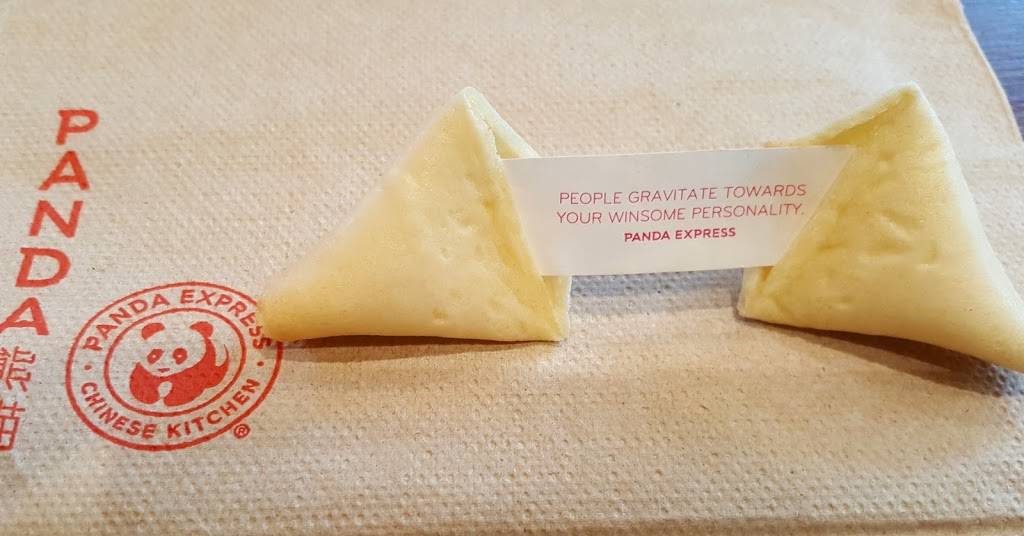 PANDA
PANDA EXPRESS
CHINESE KITCHEN
®
PEOPLE GRAVITATE TOWARDS
YOUR WINSOME PERSONALITY.
PANDA EXPRESS